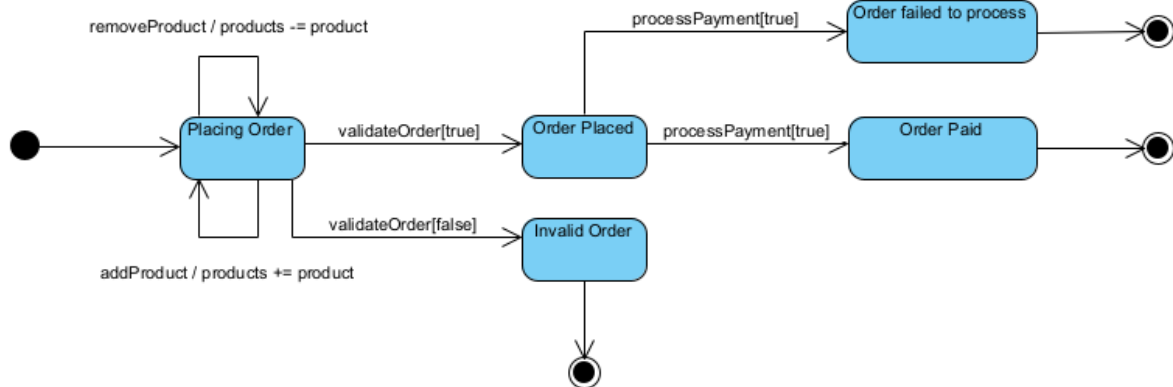 processPayment[true]
Order failed to process
removeProduct / products -= product
Placing Order
validateOrder[true]
Order Placed
processPayment[true]
Order Paid
validateOrder[false]
Invalid Order
addProduct / products += product